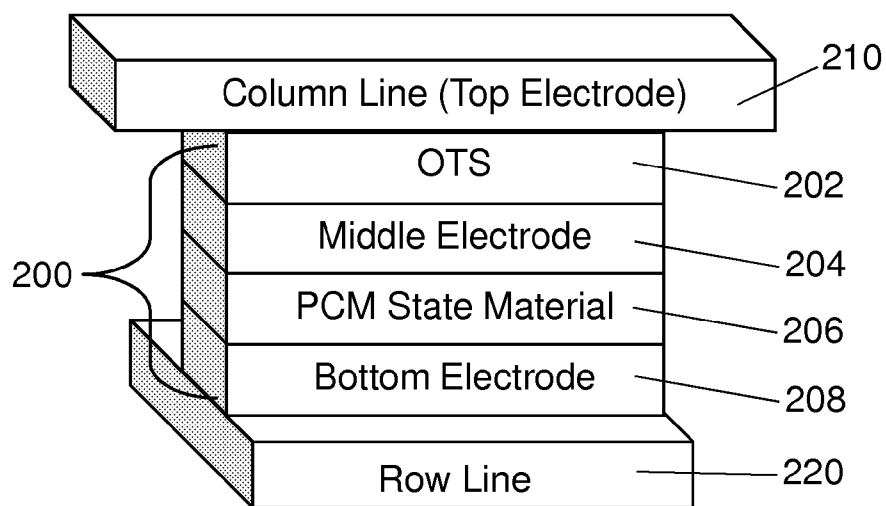 210
Column Line (Top Electrode)
OTS
202
Middle Electrode
204
200
PCM State Material
206
Bottom Electrode
208
Row Line
220